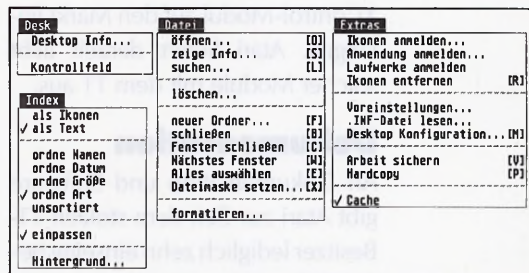 Desk
Desktop Info...
Kontrollfeld
Index
als Ikonen
✓ als Text
ordne Namen
ordne Datum
ordne Größe
✓ ordne Art
unsortiert
✓ einpassen
Hintergrund...
Datei
öffnen... [O]
zeige Info... [S]
suchen... [L]
löschen...
neuer Ordner... [F]
schließen [B]
Fenster schließen [C]
Nächstes Fenster [W]
Alles auswählen [E]
Dateimaske setzen... [X]
formatieren...
Extras
Ikonen anmelden...
Anwendung anmelden...
Laufwerke anmelden
Ikonen entfernen [R]
Voreinstellungen...
.INF-Datei lesen...
Desktop Konfiguration... [M]
Arbeit sichern [V]
Hardcopy [P]
✓ Cache